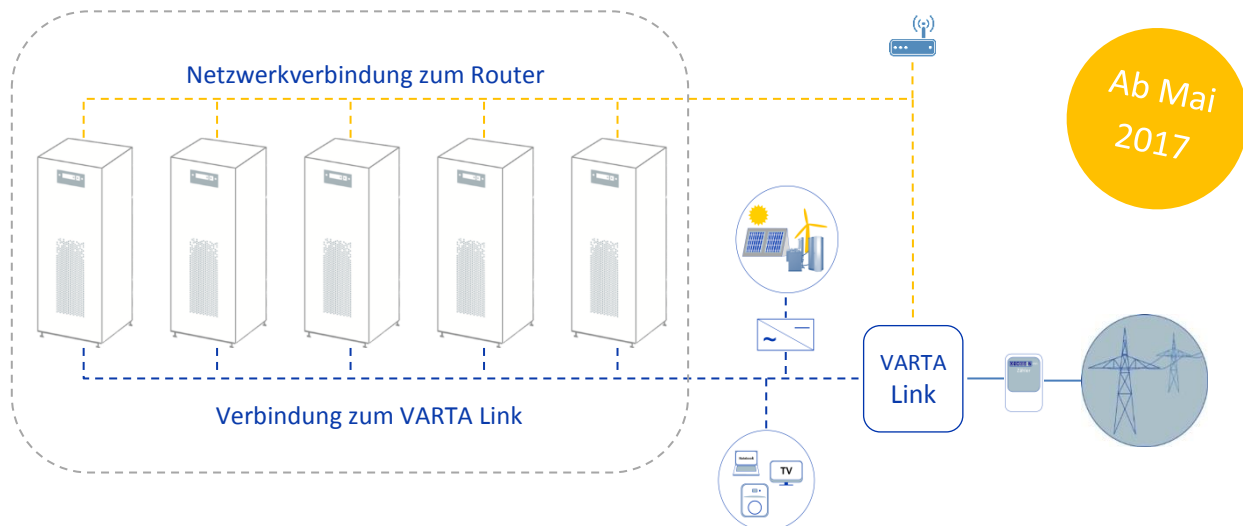 Netzwerkverbindung zum Router
Ab Mai
2017
VARTA
Link
Verbindung zum VARTA Link
TV